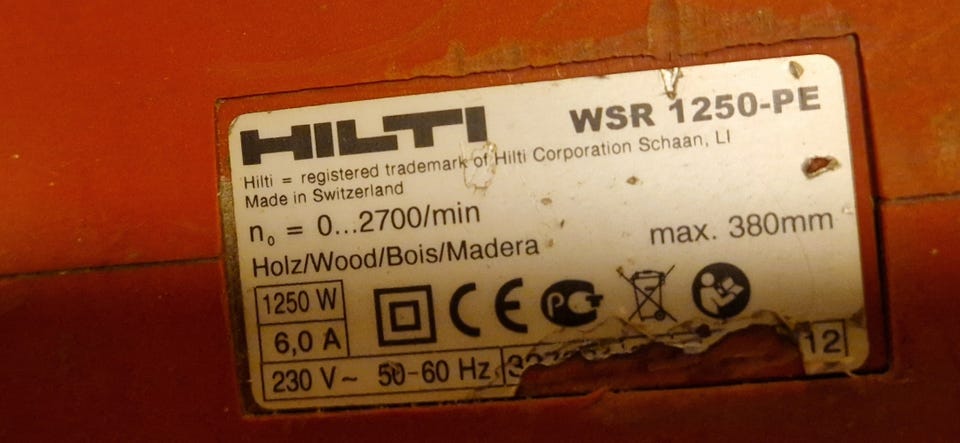 HILTI
WSR 1250-PE
Hilti = registered trademark of Hilti Corporation Schaan, LI
Made in Switzerland
n₀ = 0...2700/min
Holz/Wood/Bois/Madera
max. 380mm
1250 W
6,0 A
230 V~ 50-60 Hz
12